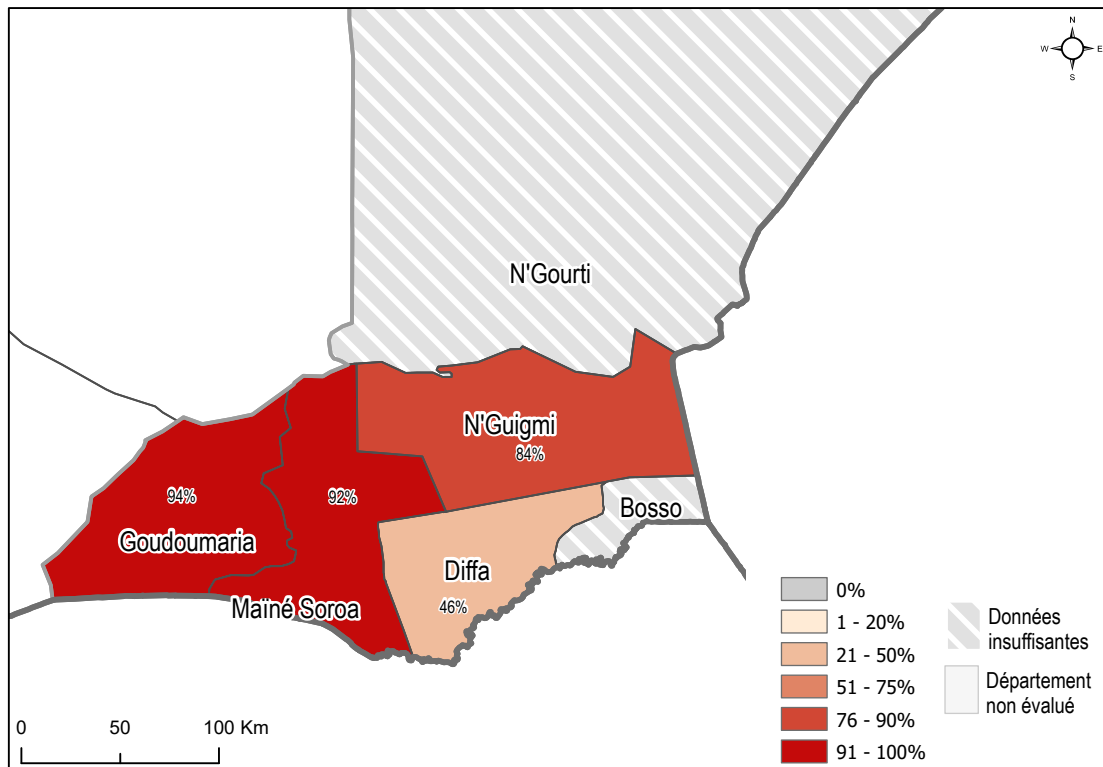 N
W E
S
N'Gourti
N'Guigmi
84%
94%
92%
Bosso
Goudoumaria
Diffa
46%
Maïné Soroa
0%
1 - 20%
21 - 50%
51 - 75%
76 - 90%
91 - 100%
Données
insuffisantes
Département
non évalué
0 50 100 Km